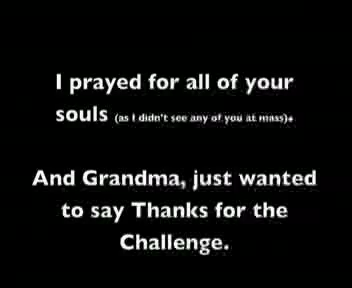 I prayed for all of your
souls (as I didn't see any of you at mass).
And Grandma, just wanted
to say Thanks for the
Challenge.